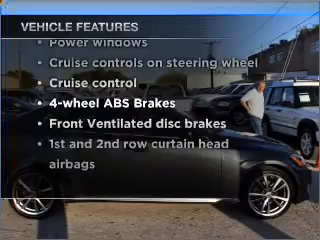 VEHICLE FEATURES
• Power windows
• Cruise controls on steering wheel
• Cruise control
• 4-wheel ABS Brakes
• Front Ventilated disc brakes
• 1st and 2nd row curtain head
airbags